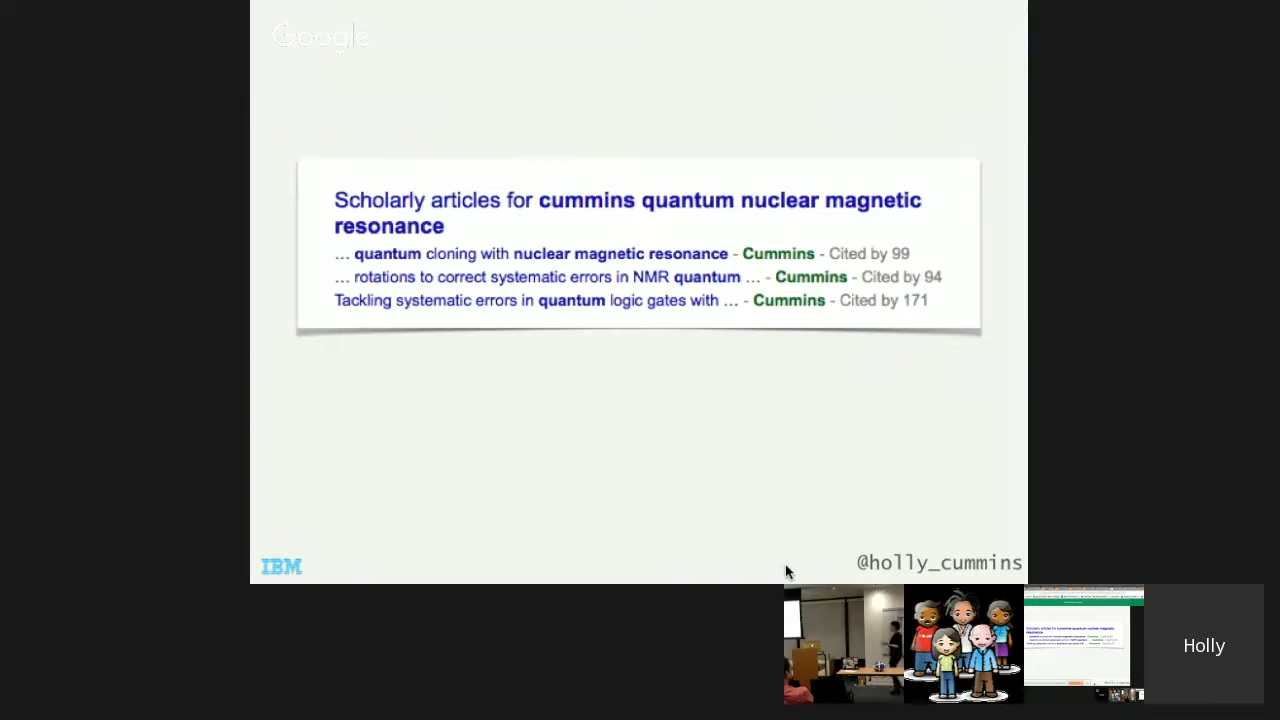 Google
Scholarly articles for cummins quantum nuclear magnetic
resonance
... quantum cloning with nuclear magnetic resonance - Cummins - Cited by 99
... rotations to correct systematic errors in NMR quantum ... - Cummins - Cited by 94
Tackling systematic errors in quantum logic gates with ... - Cummins - Cited by 171
IBM
@holly_cummins
Holly